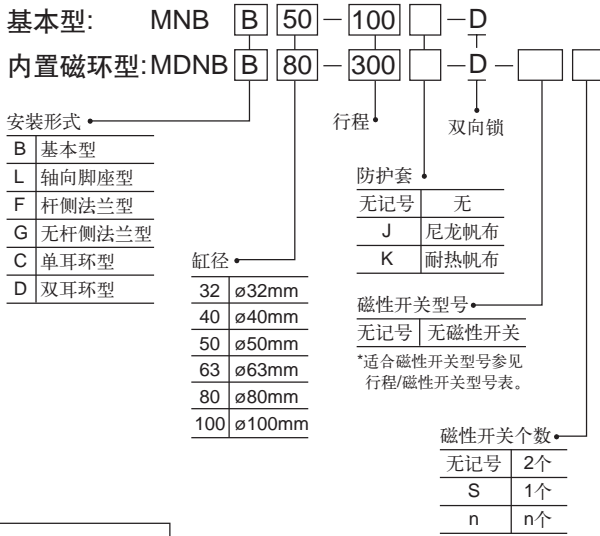 基本型: MNB B 50 - 100 - D
内置磁环型: MDNB B 80 - 300 - D -
安装形式
B 基本型
L 轴向脚座型
F 杆侧法兰型
G 无杆侧法兰型
C 单耳环型
D 双耳环型
缸径
32 ø32mm
40 ø40mm
50 ø50mm
63 ø63mm
80 ø80mm
100 ø100mm
行程
双向锁
防护套
无记号 无
J 尼龙帆布
K 耐热帆布
磁性开关型号
无记号 无磁性开关
*适合磁性开关型号参见
行程/磁性开关型号表。
磁性开关个数
无记号 2个
S 1个
n n个